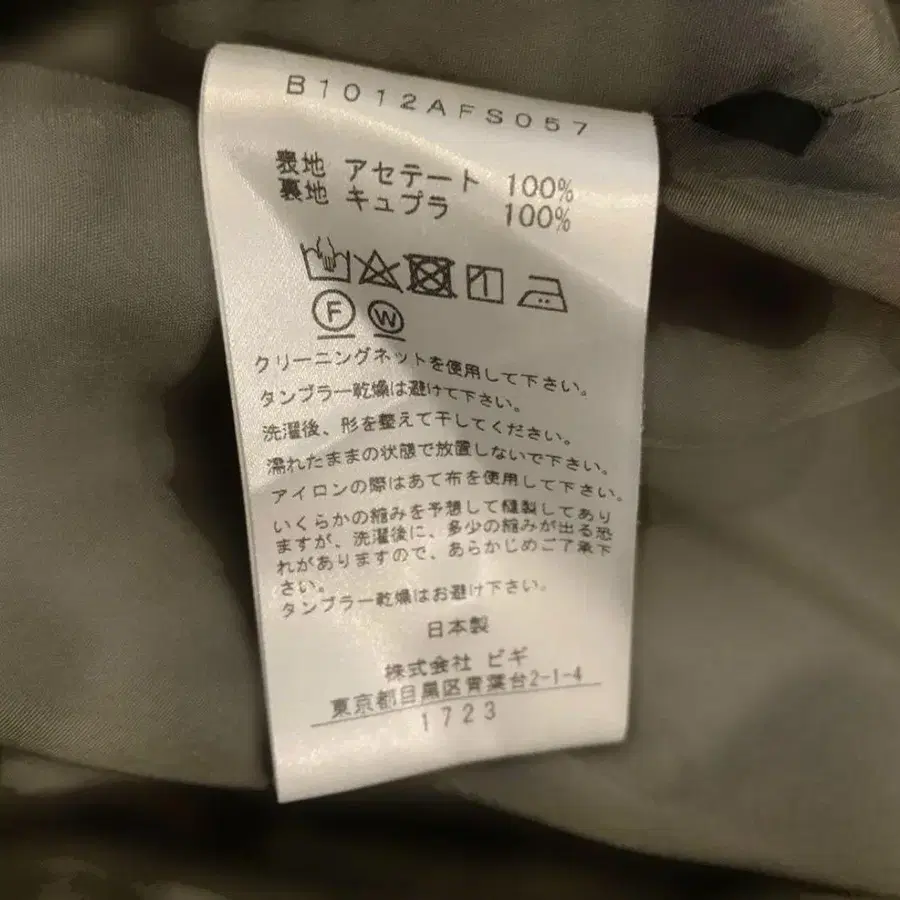 B1012AFS057
表地 アセテート 100%
裏地 キュプラ 100%
F W
クリーニングネットを使用して下さい。
タンブラー乾燥は避けて下さい。
洗濯後、形を整えて干してください。
濡れたままの状態で放置しないで下さい。
アイロンの際はあて布を使用して下さい。
いくらかの縮みを予想して縫製してあり
ますが、洗濯後に、多少の縮みが出る恐
れがありますので、あらかじめご了承下
さい。
タンブラー乾燥はお避け下さい。
日本製
株式会社 ビギ
東京都目黒区青葉台2-1-4
1723